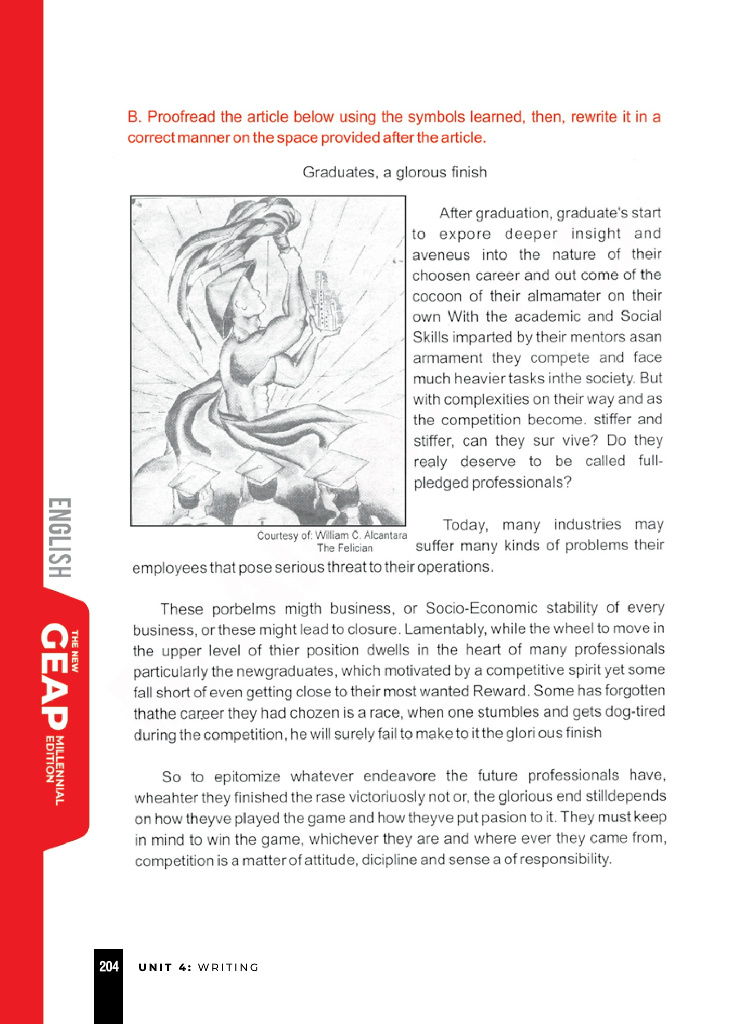 B. Proofread the article below using the symbols learned, then, rewrite it in a
correct manner on the space provided after the article.
Graduates, a glorous finish
After graduation, graduate's start
to expore deeper insight and
aveneus into the nature of their
choosen career and out come of the
cocoon of their almamater on their
own With the academic and Social
Skills imparted by their mentors asan
armament they compete and face
much heavier tasks inthe society. But
with complexities on their way and as
the competition become. stiffer and
stiffer, can they sur vive? Do they
realy deserve to be called full-
pledged professionals?
Courtesy of: William C. Alcantara
The Felician
Today, many industries may
suffer many kinds of problems their
employees that pose serious threat to their operations.
These porbelms migth business, or Socio-Economic stability of every
business, or these might lead to closure. Lamentably, while the wheel to move in
the upper level of thier position dwells in the heart of many professionals
particularly the newgraduates, which motivated by a competitive spirit yet some
fall short of even getting close to their most wanted Reward. Some has forgotten
thathe career they had chozen is a race, when one stumbles and gets dog-tired
during the competition, he will surely fail to make to it the glori ous finish
So to epitomize whatever endeavore the future professionals have,
wheahter they finished the rase victoriuosly not or, the glorious end stilldepends
on how theyve played the game and how theyve put pasion to it. They must keep
in mind to win the game, whichever they are and where ever they came from,
competition is a matter of attitude, dicipline and sense a of responsibility.
ENGLISH
THE NEW
GEAP
MILLENNIAL
EDITION
204 UNIT 4: WRITING